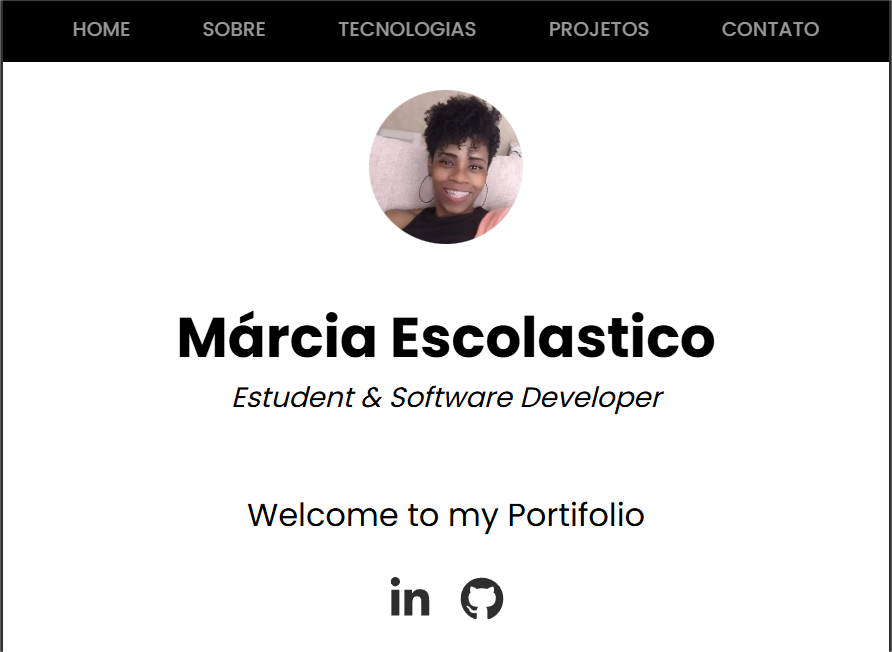 HOME SOBRE TECNOLOGIAS PROJETOS CONTATO
Márcia Escolastico
Estudent & Software Developer
Welcome to my Portifolio
in